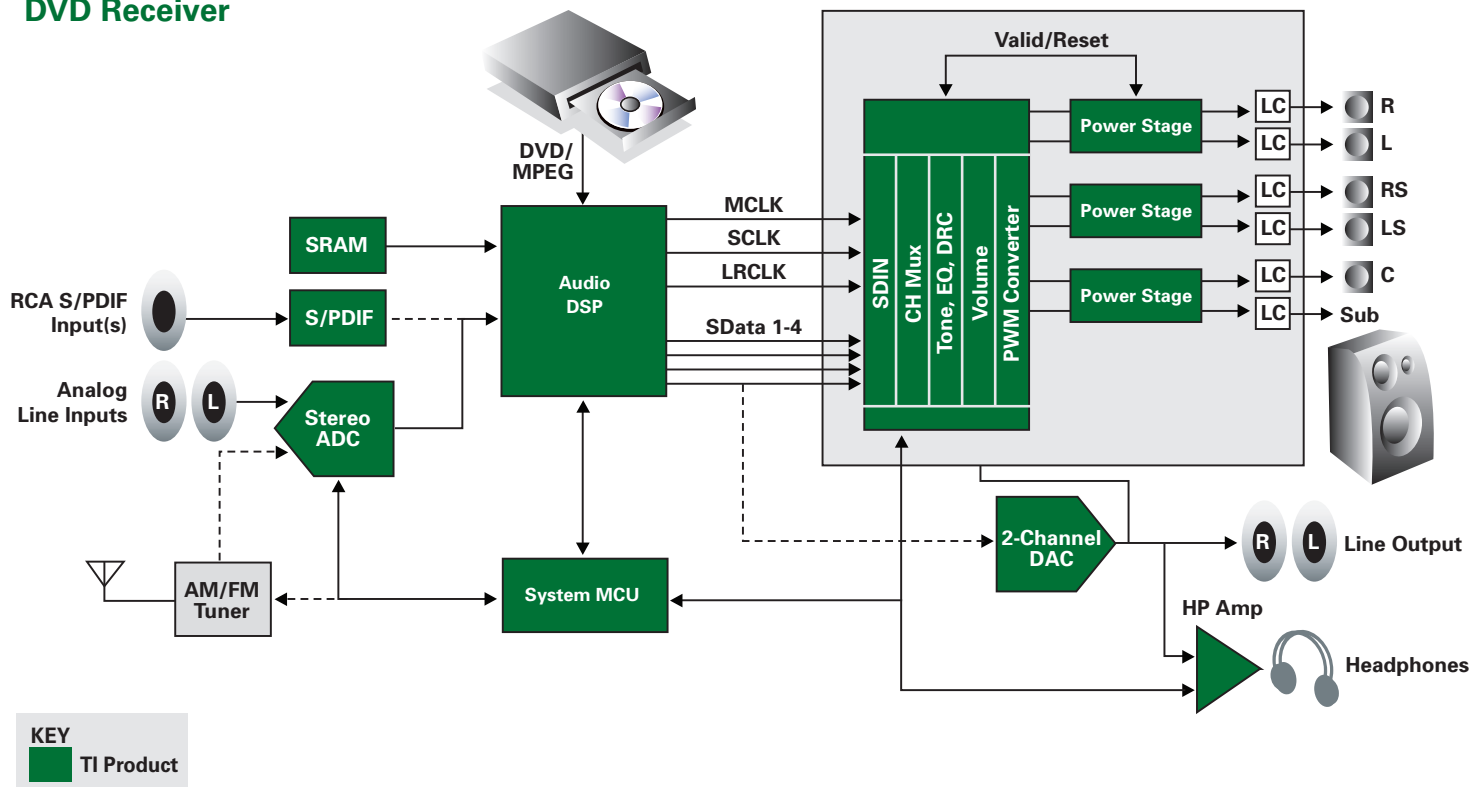 DVD Receiver
Valid/Reset
DVD/
MPEG
SRAM
RCA S/PDIF
Input(s)
S/PDIF
Analog
Line Inputs
R
L
Stereo
ADC
AM/FM
Tuner
Audio
DSP
System MCU
MCLK
SCLK
LRCLK
SData 1-4
SDIN
CH Mux
Tone, EQ, DRC
Volume
PWM Converter
Power Stage
Power Stage
Power Stage
LC
R
LC
L
LC
RS
LC
LS
LC
C
LC
Sub
2-Channel
DAC
R
L
Line Output
HP Amp
Headphones
KEY
TI Product